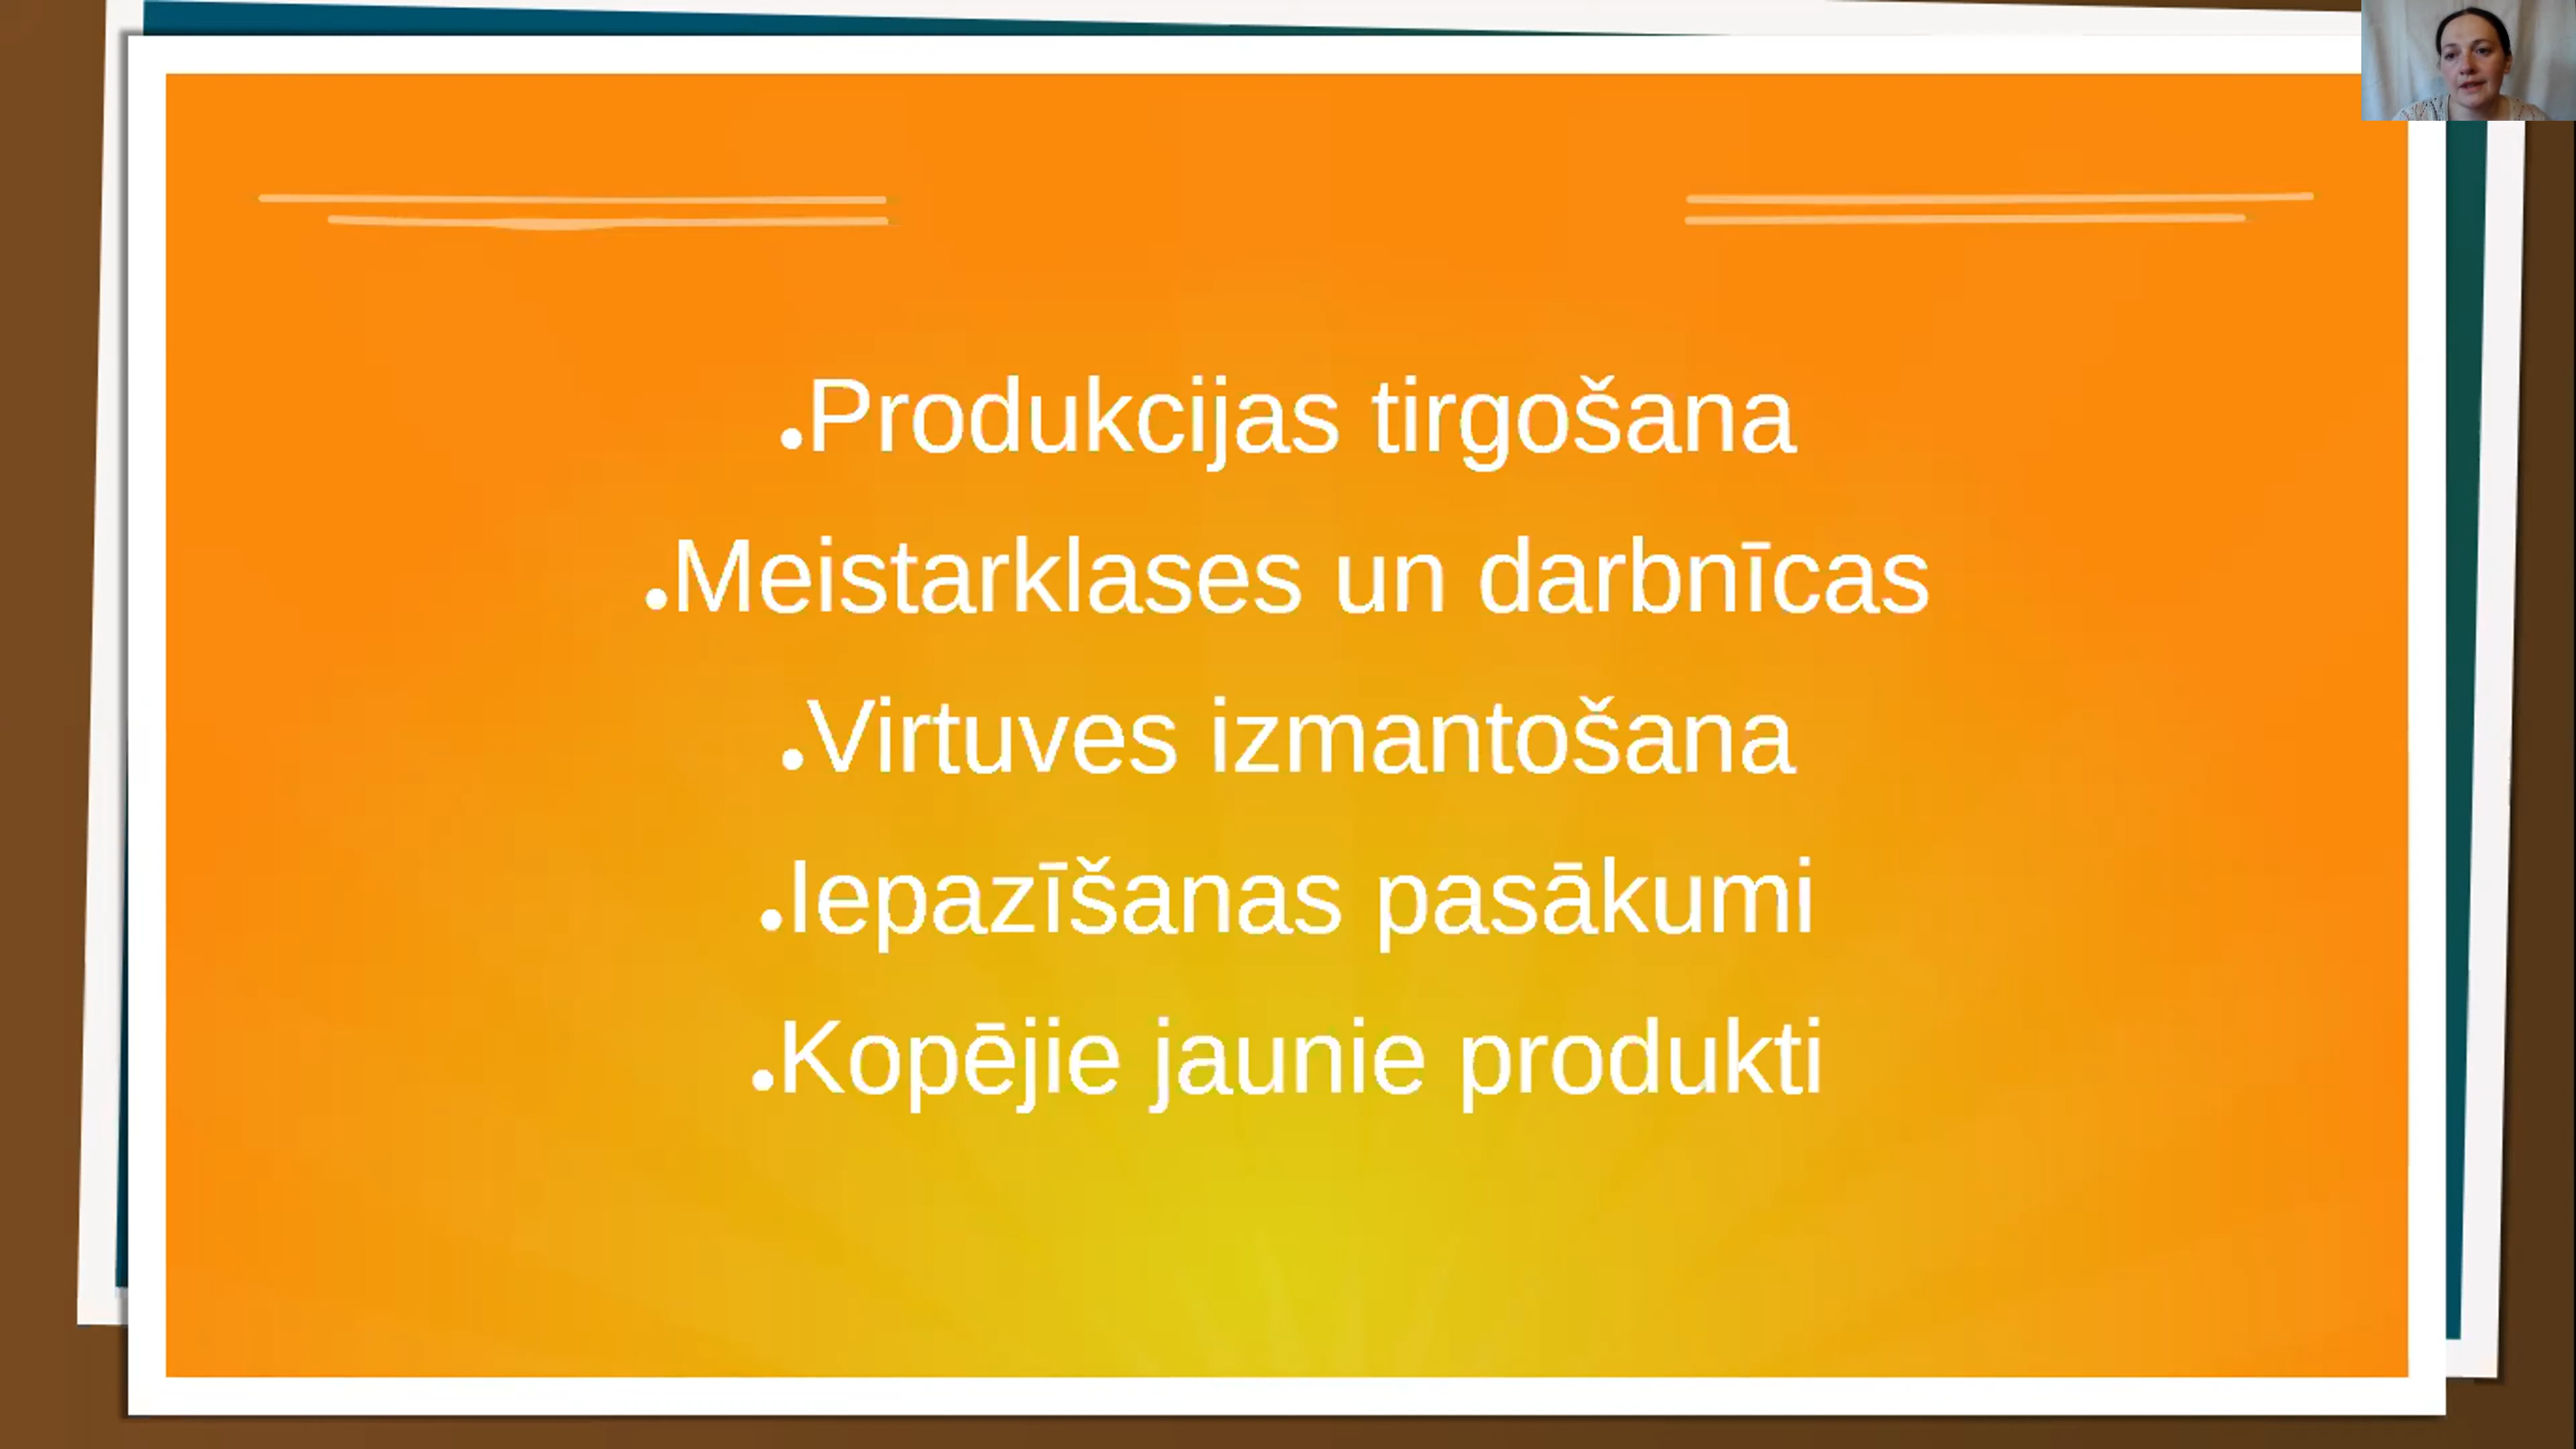 •Produkcijas tirgošana
•Meistarklases un darbnīcas
•Virtuves izmantošana
•Iepazīšanas pasākumi
•Kopējie jaunie produkti